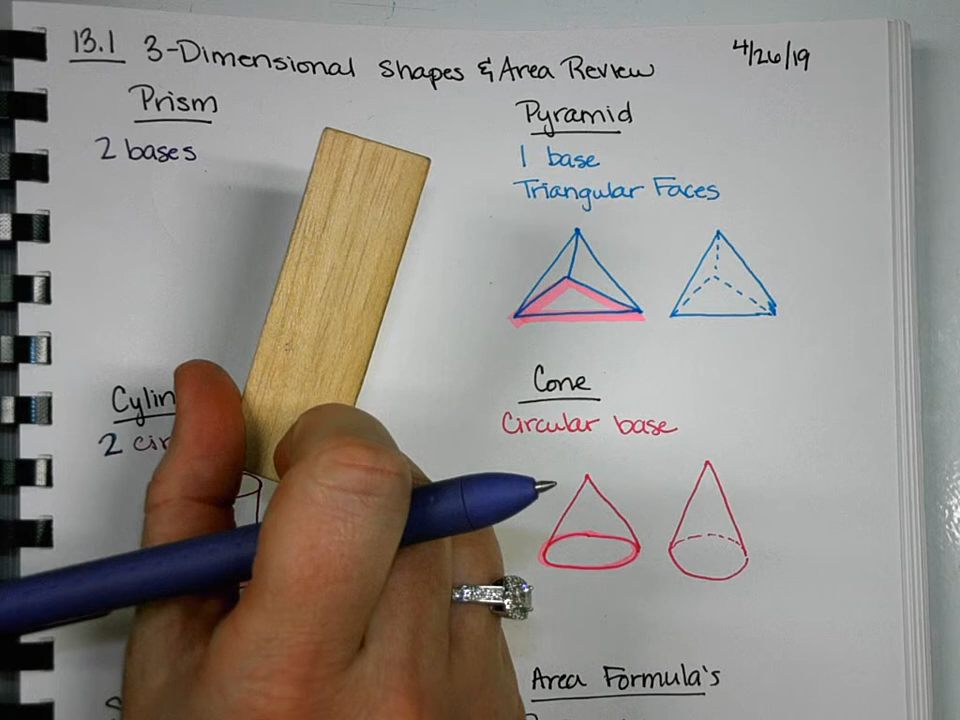 13.1 3-Dimensional Shapes & Area Review 4/26/19
Prism
2 bases
Pyramid
1 base
Triangular Faces
Cone
Circular base
2
Area Formula's